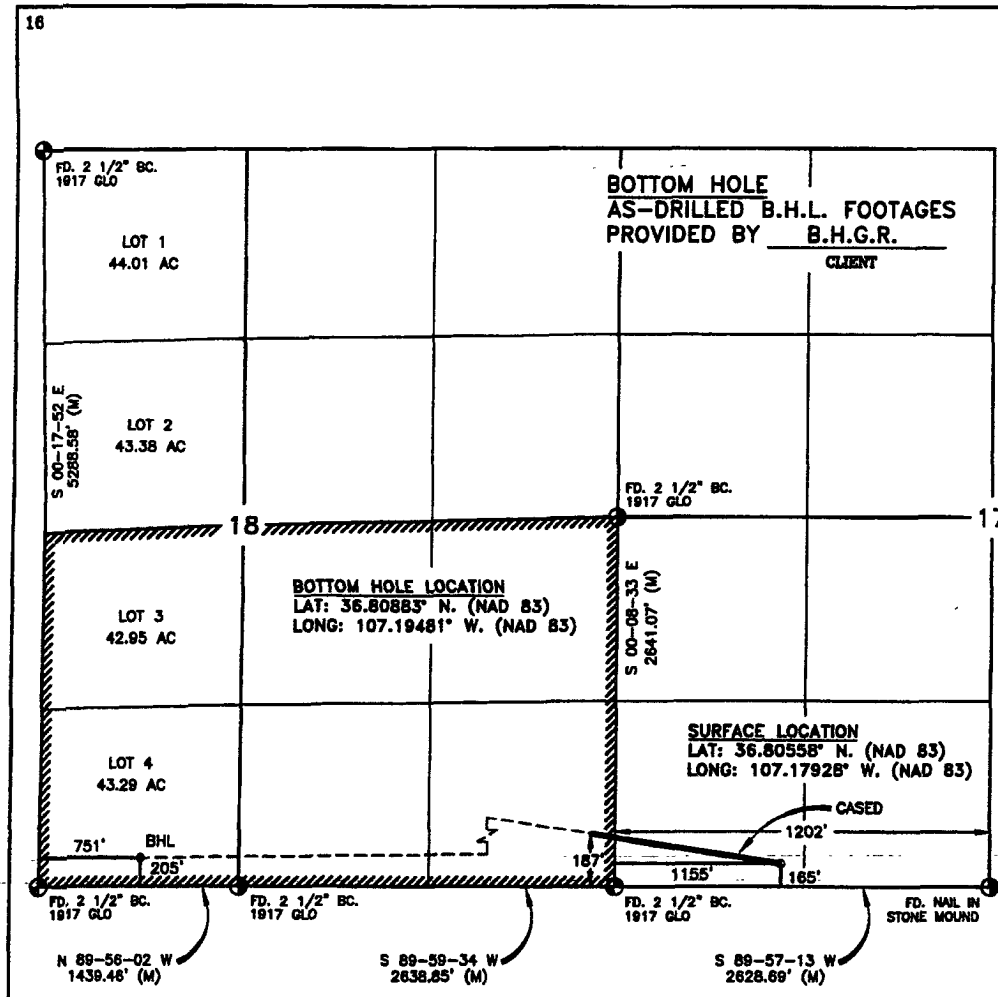 16
FD. 2 1/2" BC.
1917 GLO
BOTTOM HOLE
AS-DRILLED B.H.L. FOOTAGES
PROVIDED BY B.H.G.R.
CLIENT
LOT 1
44.01 AC
S 00-17-52 E
5288.58' (M)
LOT 2
43.38 AC
FD. 2 1/2" BC.
1917 GLO
18
17
BOTTOM HOLE LOCATION
LAT: 36.80883° N. (NAD 83)
LONG: 107.19481° W. (NAD 83)
LOT 3
42.95 AC
S 00-08-33 E
2641.07' (M)
SURFACE LOCATION
LAT: 36.80558° N. (NAD 83)
LONG: 107.17928° W. (NAD 83)
LOT 4
43.29 AC
CASED
1202'
751'
BHL
205'
187'
1155'
165'
FD. 2 1/2" BC.
1917 GLO
FD. 2 1/2" BC.
1917 GLO
FD. 2 1/2" BC.
1917 GLO
FD. NAIL IN
STONE MOUND
N 89-56-02 W
1439.46' (M)
S 89-59-34 W
2638.85' (M)
S 89-57-13 W
2628.69' (M)